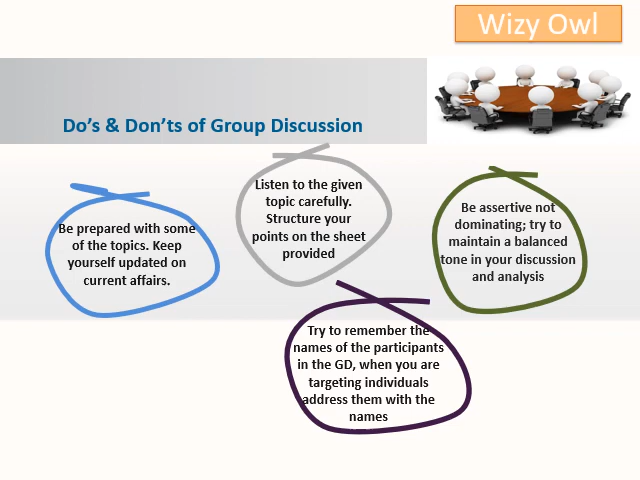 Wizy Owl
Do's & Don'ts of Group Discussion
Be prepared with some
of the topics. Keep
yourself updated on
current affairs.
Listen to the given
topic carefully.
Structure your
points on the sheet
provided
Be assertive not
dominating; try to
maintain a balanced
tone in your discussion
and analysis
Try to remember the
names of the participants
in the GD, when you are
targeting individuals
address them with the
names